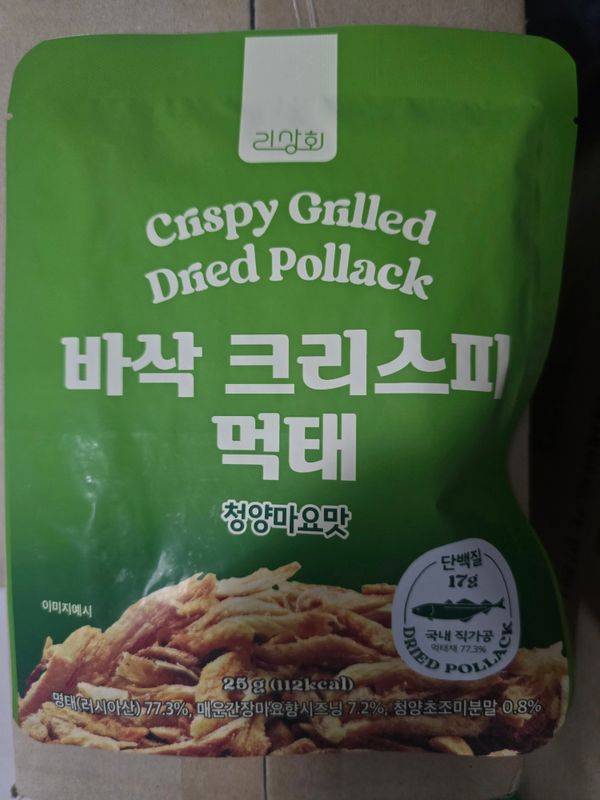 리상회
Crispy Grilled
Dried Pollack
바삭 크리스피
먹태
청양마요맛
단백질
17g
국내 직가공
먹태채 77.3%
DRIED POLLACK
이미지예시
25 g (112kcal)
명태(러시아산) 77.3%, 매운간장마요향시즈닝 7.2%, 청양초조미분말 0.8%